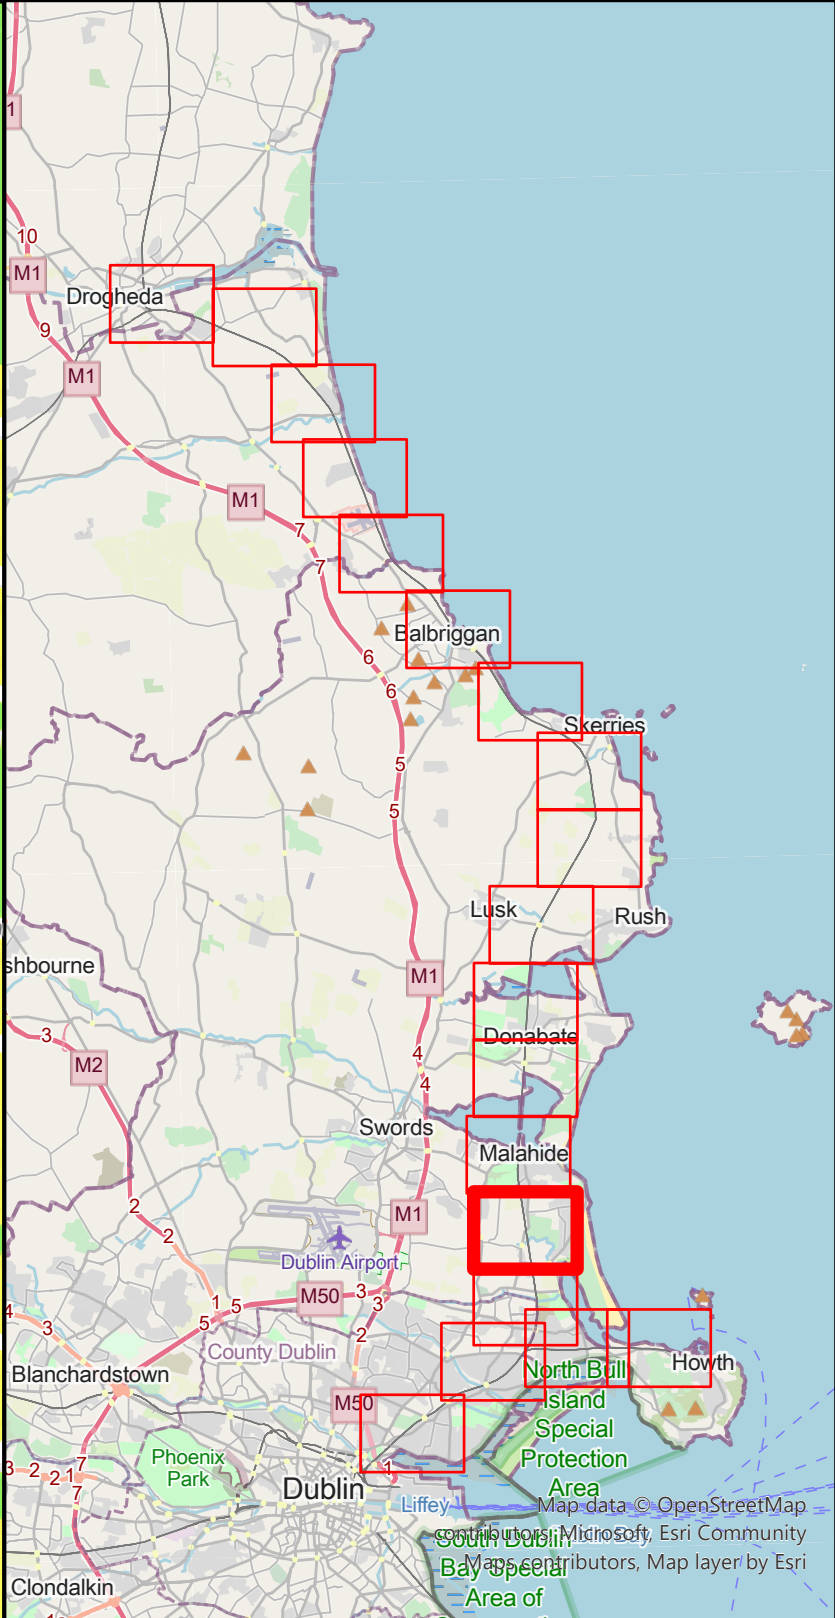 1
10
M1
Drogheda
9
M1
M1
7
7
Balbriggan
6
6
Skerries
5
5
Lusk
Rush
shbourne
M1
3
Donabate
M2
4
4
Swords
Malahide
2
M1
2
Dublin Airport
M50
3
1
5
3
4
5
3
2
County Dublin
Howth
Blanchardstown
North Bull
Island
Special
Protection
Area
M50
Phoenix
Park
7
3
2
2
1
7
1
Dublin
Liffey
Map data © OpenStreetMap
contributors, Microsoft, Esri Community
Maps contributors, Map layer by Esri
South Dublin
Bay Special
Area of
Clondalkin
1